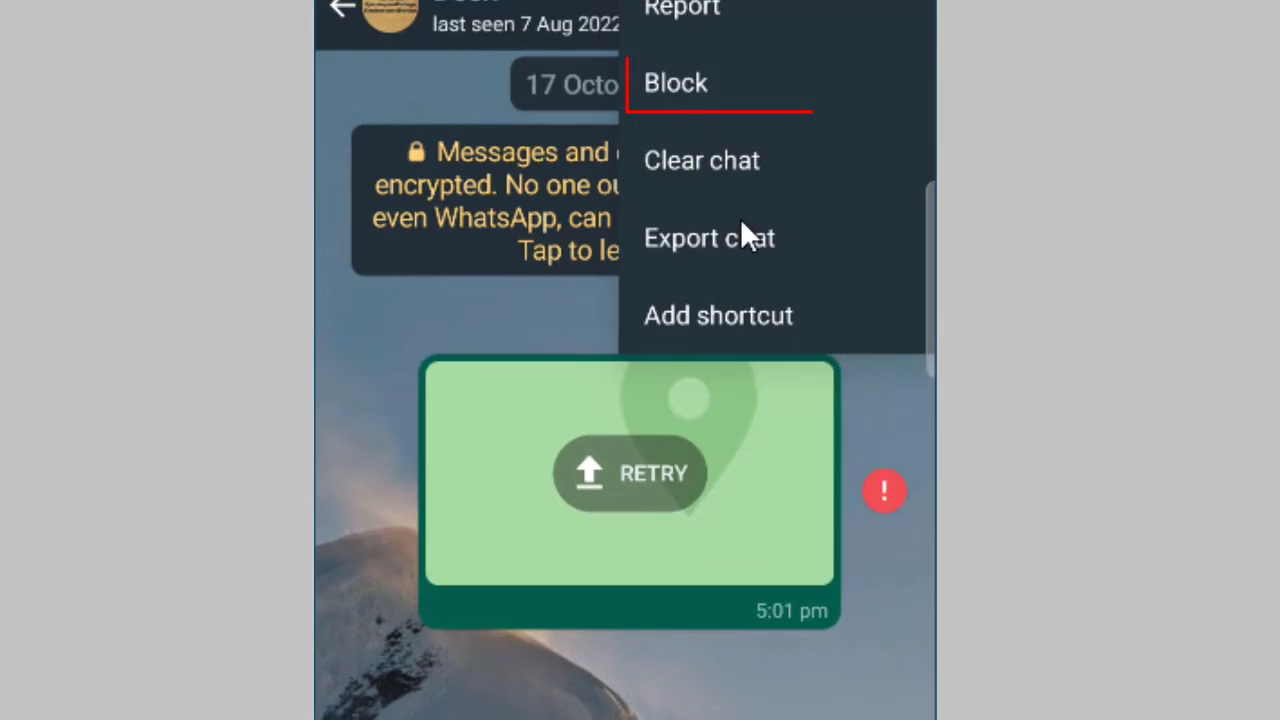 last seen 7 Aug 2022
Report
17 Octo
Block
Messages and
encrypted. No one ou
even WhatsApp, can
Tap to le
Clear chat
Export chat
Add shortcut
RETRY
!
5:01 pm